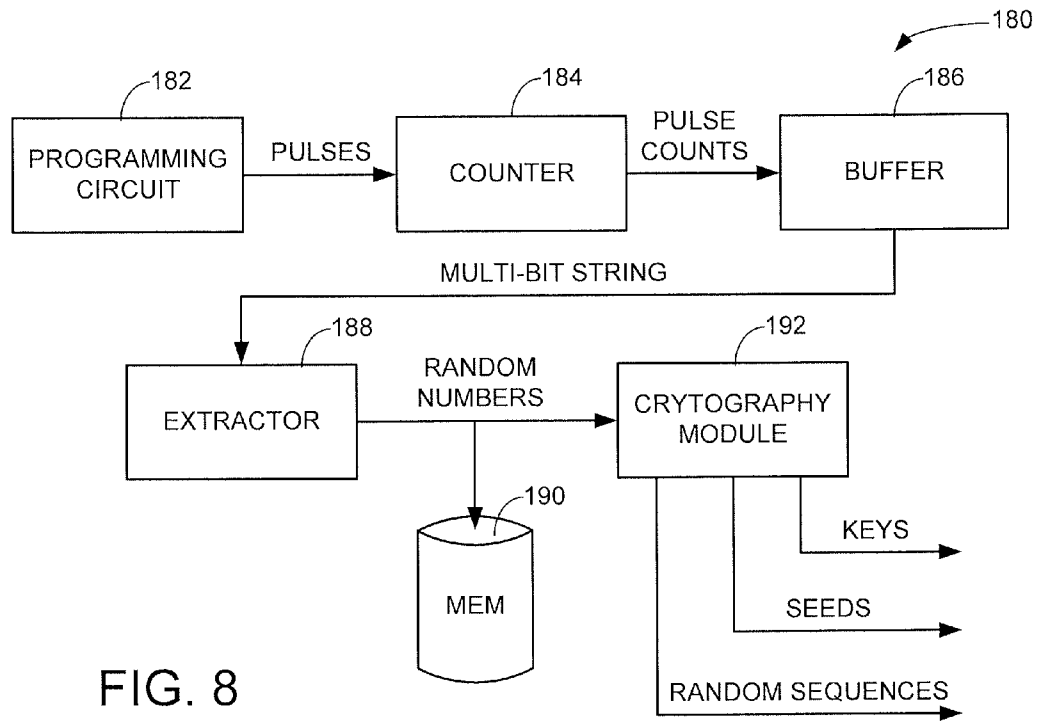 180
182
184
186
PROGRAMMING
CIRCUIT
PULSES
COUNTER
PULSE
COUNTS
BUFFER
MULTI-BIT STRING
188
192
EXTRACTOR
RANDOM
NUMBERS
CRYTOGRAPHY
MODULE
190
MEM
KEYS
SEEDS
RANDOM SEQUENCES
FIG. 8